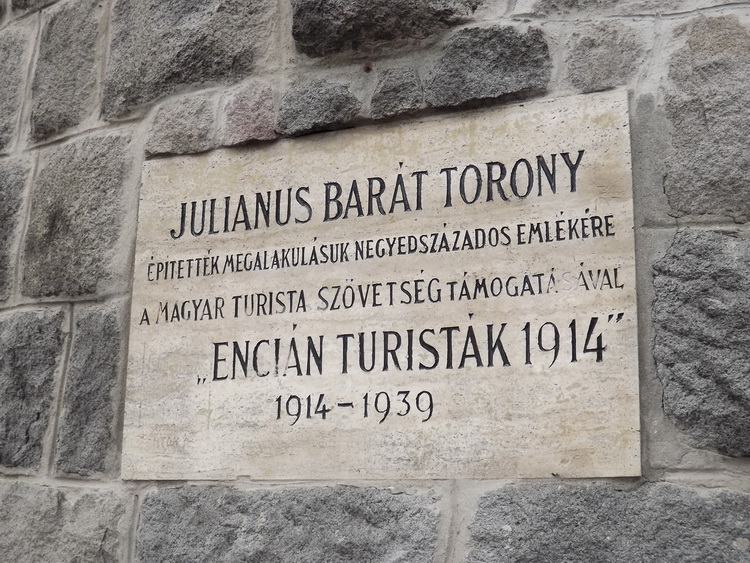 JULIANUS BARÁT TORONY
ÉPITETTÉK MEGALAKULÁSUK NEGYEDSZÁZADOS EMLÉKÉRE
A MAGYAR TURISTA SZÖVETSÉG TÁMOGATÁSÁVAL
„ENCIÁN TURISTÁK 1914”
1914 – 1939